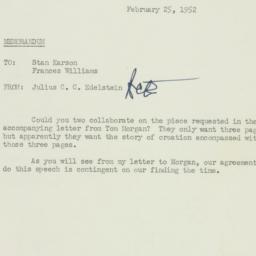 February 25, 1952
MEMORANDUM
TO: Stan Karson
Frances Williams
FROM: Julius C. C. Edelstein
Could you two collaborate on the piece requested in the
accompanying letter from Tom Morgan? They only want three pag
but apparently they want the story of creation encompassed with
those three pages.
As you will see from my letter to Morgan, our agreement
do this speech is contingent on our finding the time.